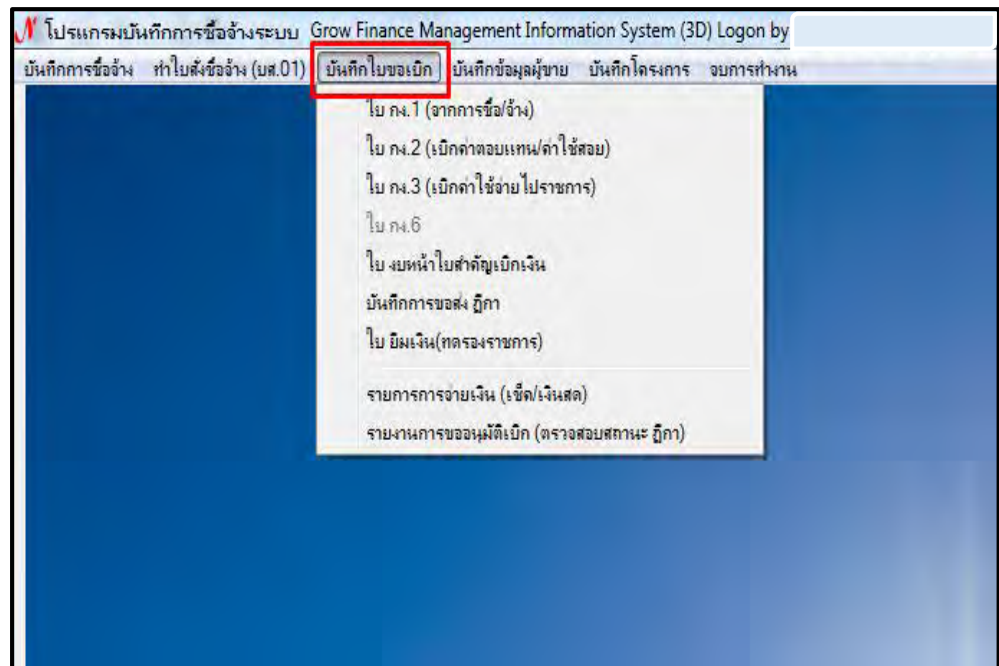 โปรแกรมบันทึกการซื้อจ้างระบบ Grow Finance Management Information System (3D) Logon by
บันทึกการซื้อจ้าง ทำใบสั่งซื้อจ้าง (บส.01) บันทึกใบขอเบิก บันทึกข้อมูลผู้ขาย บันทึกโครงการ จบการทำงาน
ใบ กง.1 (จากการซื้อ/จ้าง)
ใบ กง.2 (เบิกค่าตอบแทน/ค่าใช้สอย)
ใบ กง.3 (เบิกค่าใช้จ่ายไปราชการ)
ใบ กง.6
ใบ งบหน้าใบสำคัญเบิกเงิน
บันทึกการขอส่ง ฎีกา
ใบ ยืมเงิน(ทดรองราชการ)
รายการการจ่ายเงิน (เช็ค/เงินสด)
รายงานการขออนุมัติเบิก (ตรวจสอบสถานะ ฎีกา)